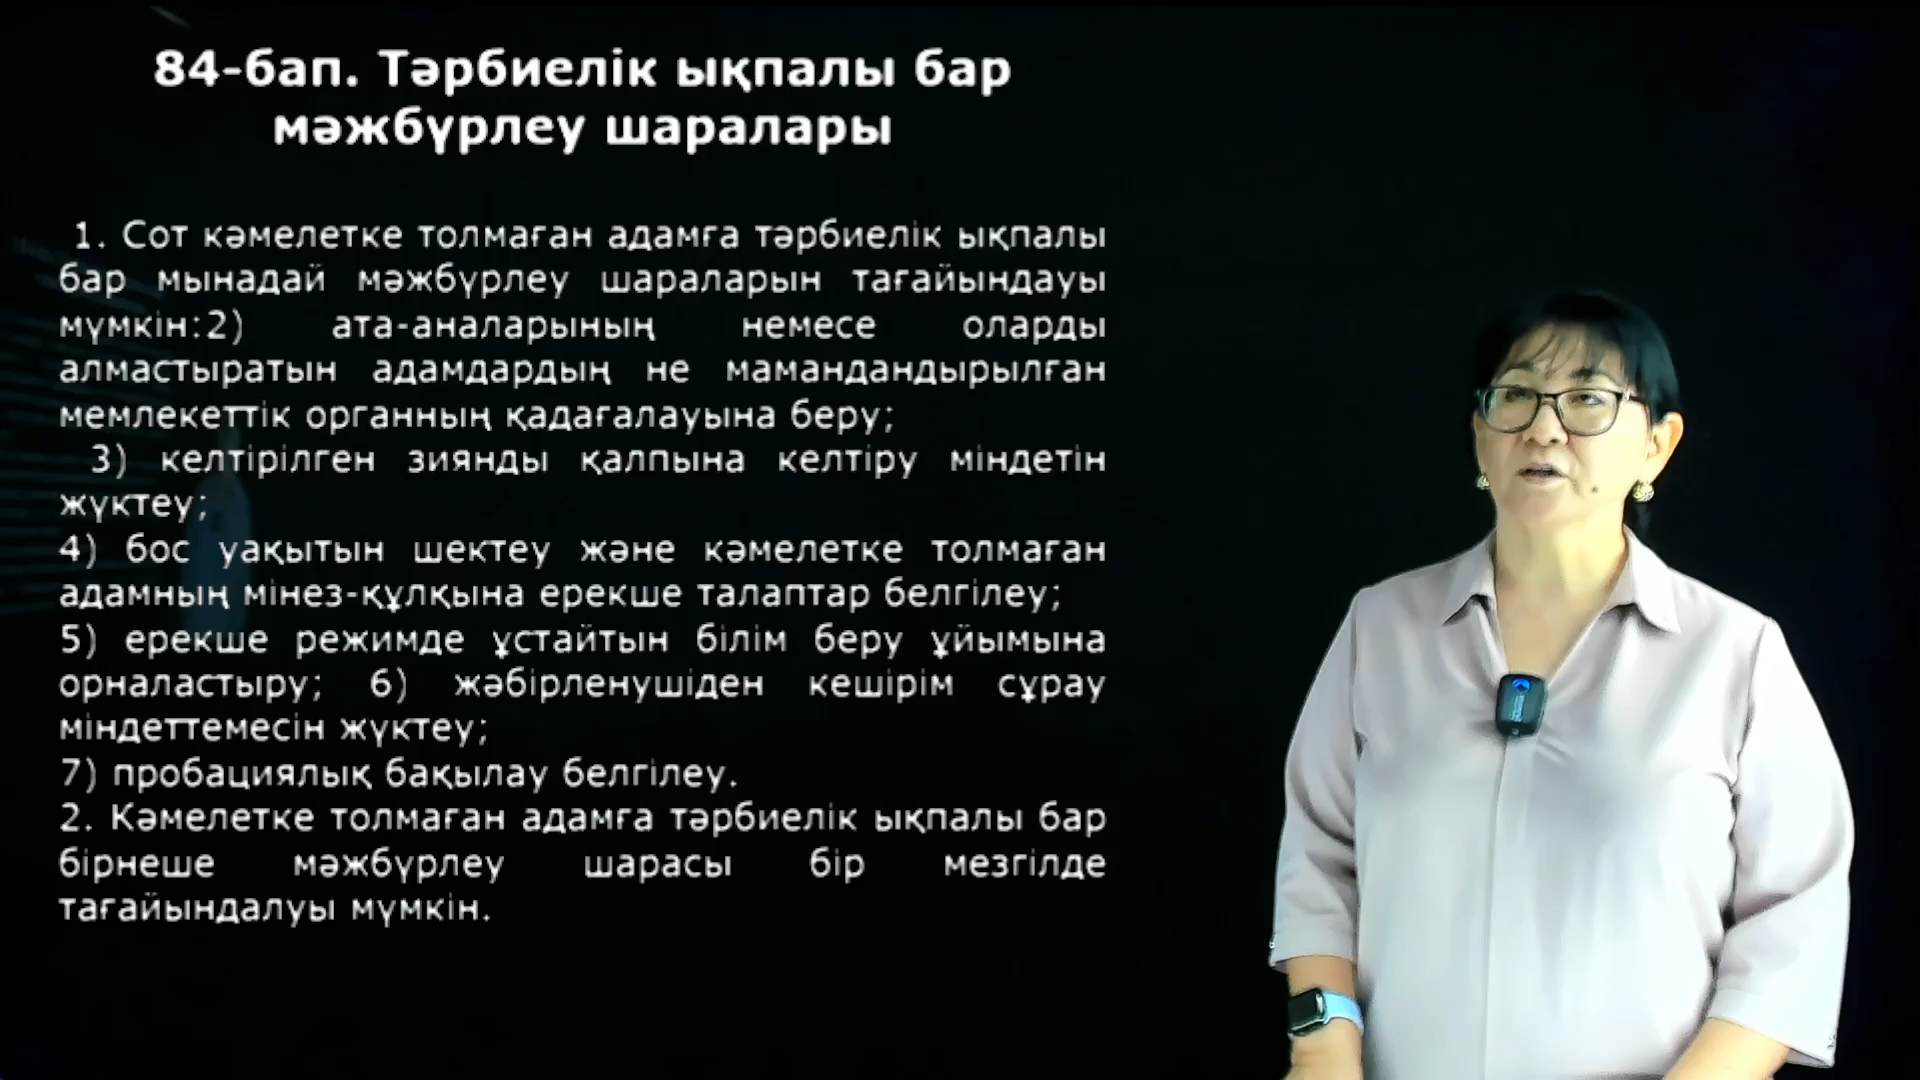 84-бап. Тәрбиелік ықпалы бар
мәжбүрлеу шаралары
1. Сот кәмелетке толмаған адамға тәрбиелік ықпалы
бар мынадай мәжбүрлеу шараларын тағайындауы
мүмкін:2) ата-аналарының немесе оларды
алмастыратын адамдардың не мамандандырылған
мемлекеттік органның қадағалауына беру;
3) келтірілген зиянды қалпына келтіру міндетін
жүктеу;
4) бос уақытын шектеу және кәмелетке толмаған
адамның мінез-құлқына ерекше талаптар белгілеу;
5) ерекше режимде ұстайтын білім беру ұйымына
орналастыру; 6) жәбірленушіден кешірім сұрау
міндеттемесін жүктеу;
7) пробациялық бақылау белгілеу.
2. Кәмелетке толмаған адамға тәрбиелік ықпалы бар
бірнеше мәжбүрлеу шарасы бір мезгілде
тағайындалуы мүмкін.